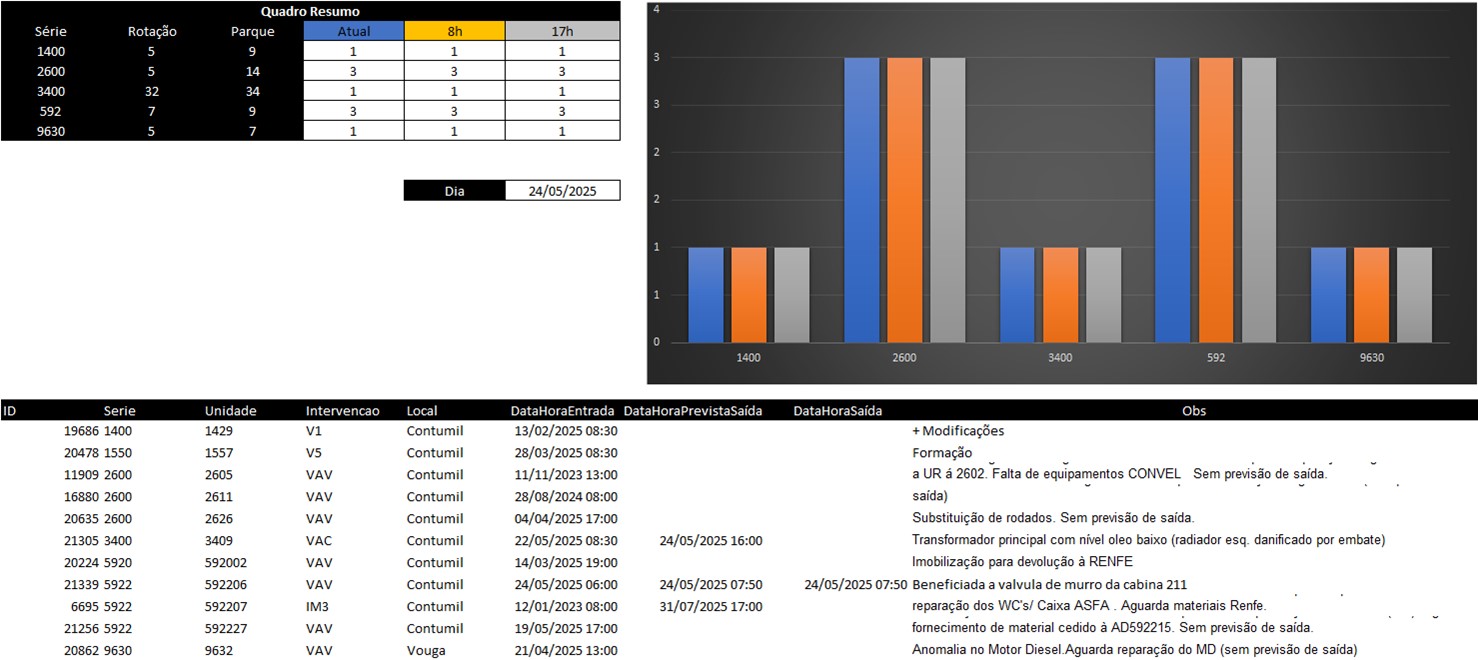 Quadro Resumo
Série Rotação Parque Atual 8h 17h
1400 5 9 1 1 1
2600 5 14 3 3 3
3400 32 34 1 1 1
592 7 9 3 3 3
9630 5 7 1 1 1
Dia 24/05/2025
4
3
3
2
2
1
1
0
1400 2600 3400 592 9630
ID Serie Unidade Intervencao Local DataHoraEntrada DataHoraPrevistaSaída DataHoraSaída Obs
19686 1400 1429 V1 Contumil 13/02/2025 08:30 + Modificações
20478 1550 1557 V5 Contumil 28/03/2025 08:30 Formação
11909 2600 2605 VAV Contumil 11/11/2023 13:00 a UR á 2602. Falta de equipamentos CONVEL Sem previsão de saída.
16880 2600 2611 VAV Contumil 28/08/2024 08:00 saída)
20635 2600 2626 VAV Contumil 04/04/2025 17:00 Substituição de rodados. Sem previsão de saída.
21305 3400 3409 VAC Contumil 22/05/2025 08:30 24/05/2025 16:00 Transformador principal com nível oleo baixo (radiador esq. danificado por embate)
20224 5920 592002 VAV Contumil 14/03/2025 19:00 Imobilização para devolução à RENFE
21339 5922 592206 VAV Contumil 24/05/2025 06:00 24/05/2025 07:50 24/05/2025 07:50 Beneficiada a valvula de murro da cabina 211
6695 5922 592207 IM3 Contumil 12/01/2023 08:00 31/07/2025 17:00 reparação dos WC's/ Caixa ASFA . Aguarda materiais Renfe.
21256 5922 592227 VAV Contumil 19/05/2025 17:00 fornecimento de material cedido à AD592215. Sem previsão de saída.
20862 9630 9632 VAV Vouga 21/04/2025 13:00 Anomalia no Motor Diesel.Aguarda reparação do MD (sem previsão de saída)